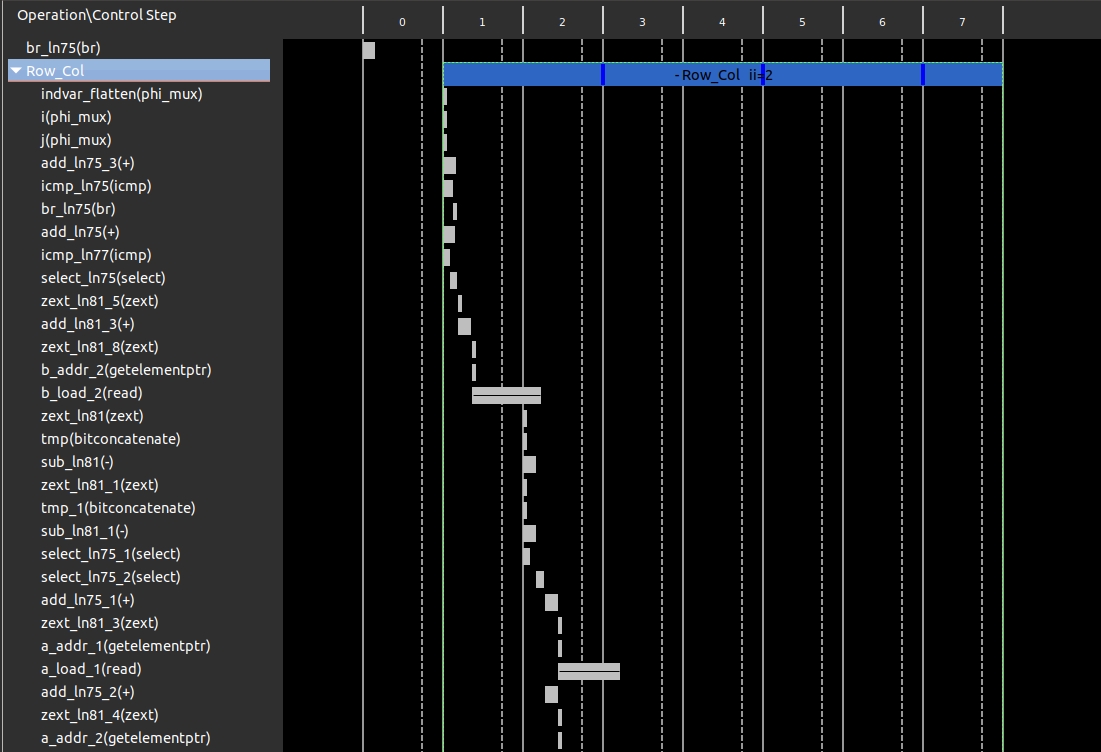 Operation\Control Step 0 1 2 3 4 5 6 7
br_ln75(br)
Row_Col -Row_Col ii=2
indvar_flatten(phi_mux)
i(phi_mux)
j(phi_mux)
add_ln75_3(+)
icmp_ln75(icmp)
br_ln75(br)
add_ln75(+)
icmp_ln77(icmp)
select_ln75(select)
zext_ln81_5(zext)
add_ln81_3(+)
zext_ln81_8(zext)
b_addr_2(getelementptr)
b_load_2(read)
zext_ln81(zext)
tmp(bitconcatenate)
sub_ln81(-)
zext_ln81_1(zext)
tmp_1(bitconcatenate)
sub_ln81_1(-)
select_ln75_1(select)
select_ln75_2(select)
add_ln75_1(+)
zext_ln81_3(zext)
a_addr_1(getelementptr)
a_load_1(read)
add_ln75_2(+)
zext_ln81_4(zext)
a_addr_2(getelementptr)